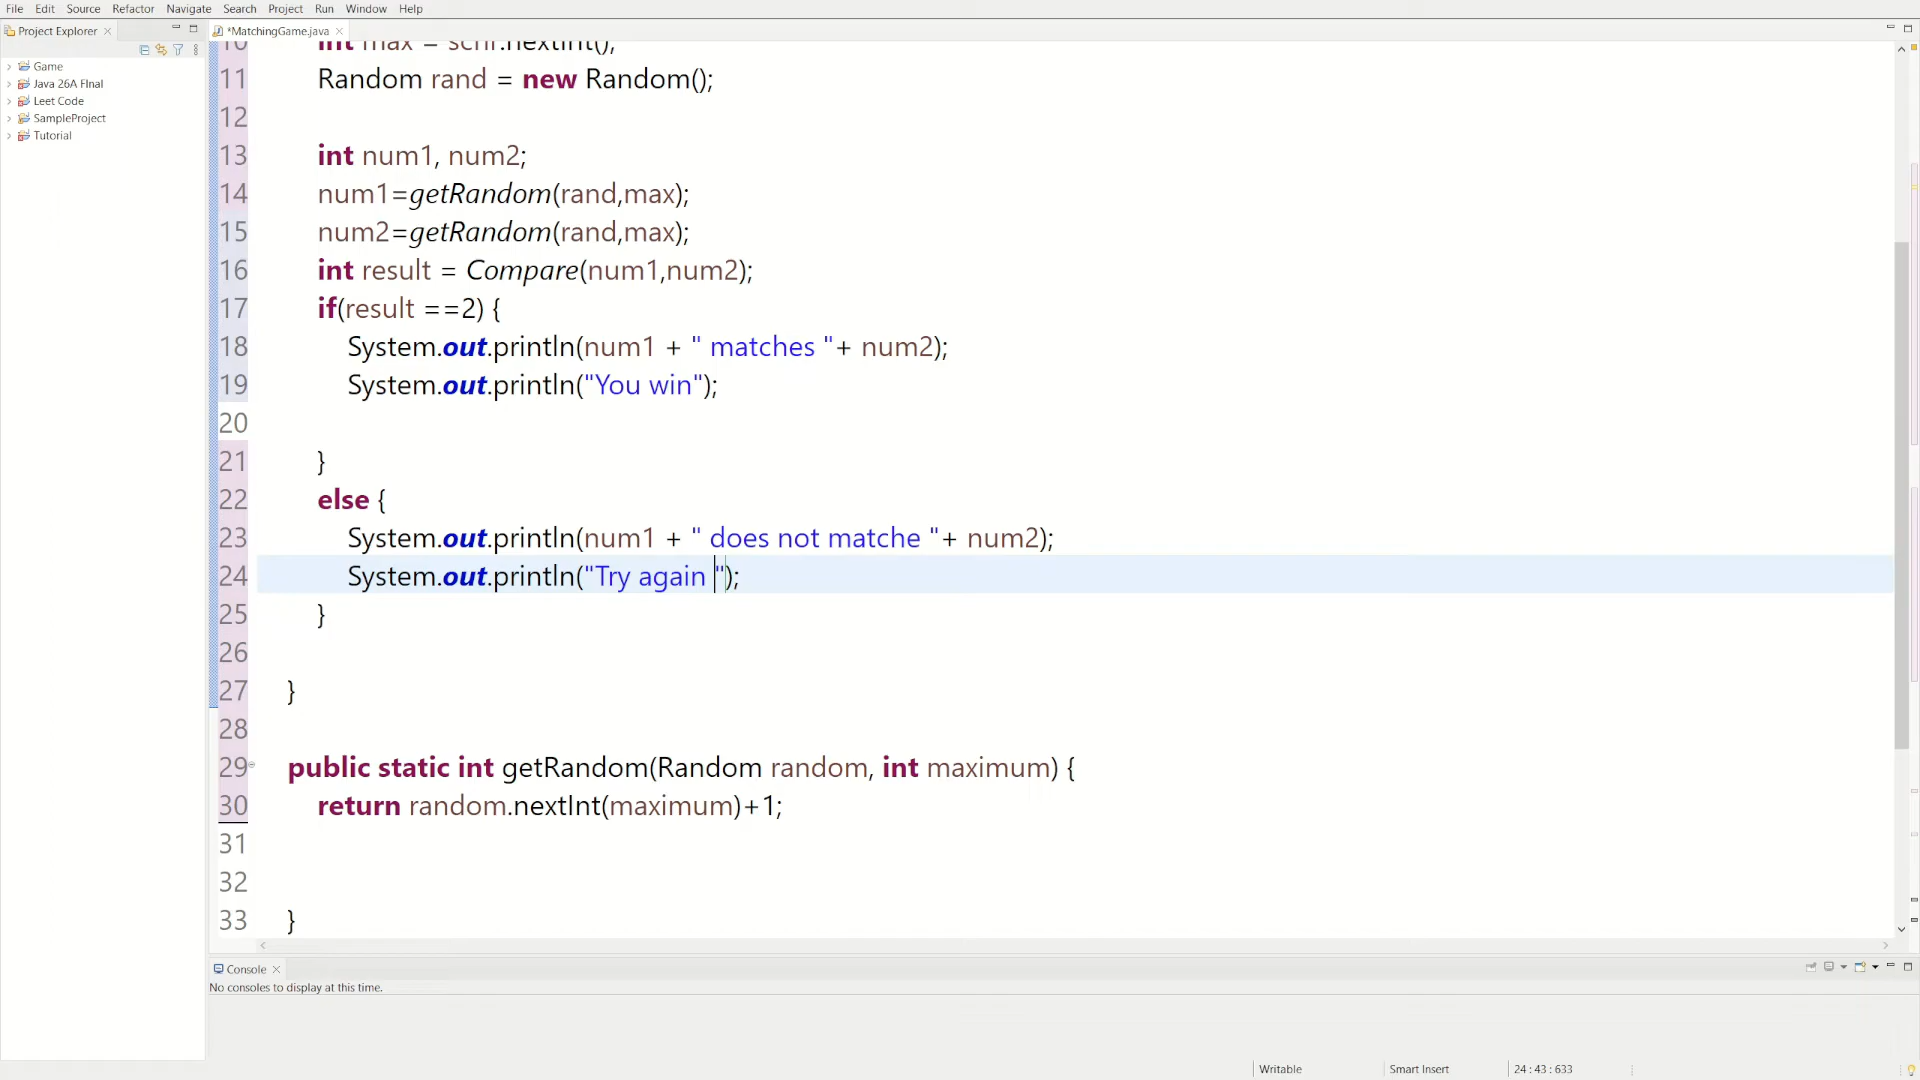 File Edit Source Refactor Navigate Search Project Run Window Help
Project Explorer
*MatchingGame.java
Game
Java 26A FInal
Leet Code
SampleProject
Tutorial
10 int max = scnr.nextInt();
11 Random rand = new Random();
12
13 int num1, num2;
14 num1=getRandom(rand,max);
15 num2=getRandom(rand,max);
16 int result = Compare(num1,num2);
17 if(result ==2) {
18 System.out.println(num1 + " matches "+ num2);
19 System.out.println("You win");
20
21 }
22 else {
23 System.out.println(num1 + " does not matche "+ num2);
24 System.out.println("Try again ");
25 }
26
27 }
28
29 public static int getRandom(Random random, int maximum) {
30 return random.nextInt(maximum)+1;
31
32
33 }
Console
No consoles to display at this time.
Writable Smart Insert 24 : 43 : 633